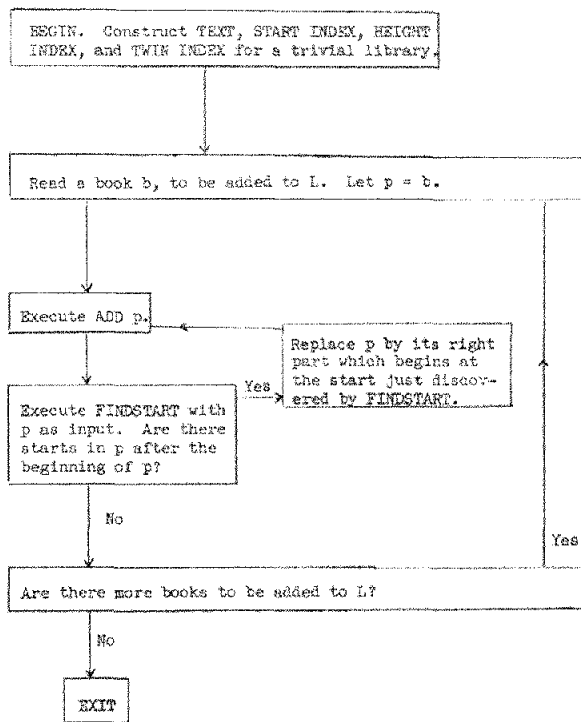 BEGIN. Construct TEXT, START INDEX, HEIGHT
INDEX, and TWIN INDEX for a trivial library.
Read a book b, to be added to L. Let p = b.
Execute ADD p.
Replace p by its right
part which begins at
the start just discov-
ered by FINDSTART.
Yes
Execute FINDSTART with
p as input. Are there
starts in p after the
beginning of p?
No
Yes
Are there more books to be added to L?
No
EXIT